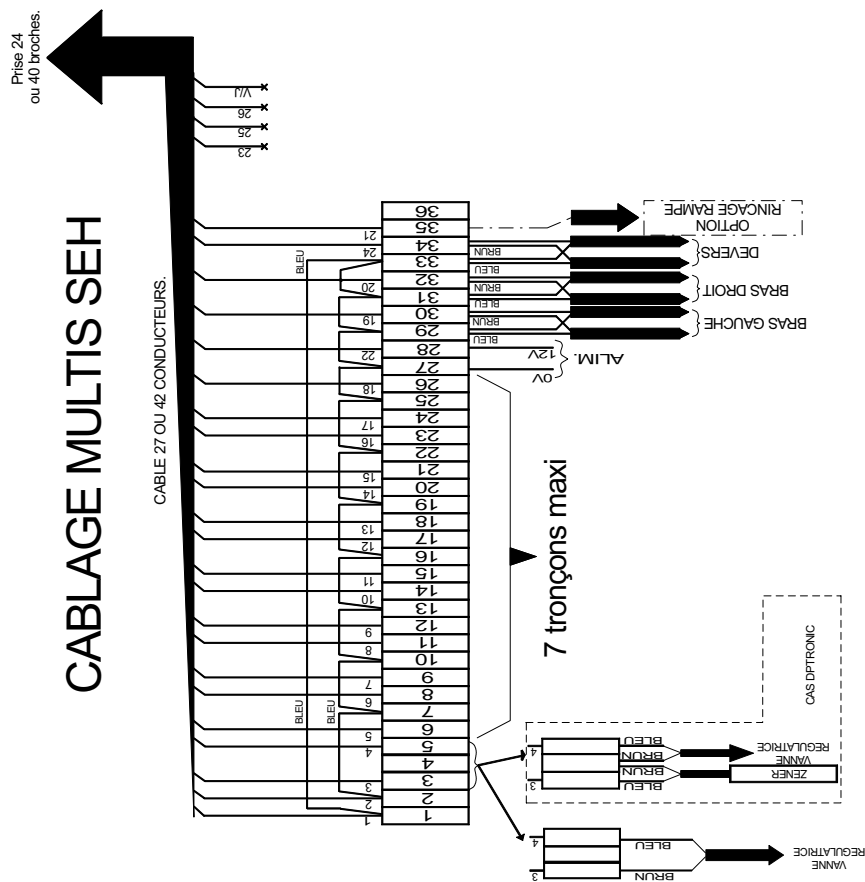 Prise 24
ou 40 broches.
CABLAGE MULTIS SEH
CABLE 27 OU 42 CONDUCTEURS.
V/J
26
25
23
21
24
20
19
22
18
17
16
15
14
13
12
11
10
9
8
7
6
5
4
3
2
1
BLEU
BLEU
BLEU
36
35
34
33
32
31
30
29
28
27
26
25
24
23
22
21
20
19
18
17
16
15
14
13
12
11
10
9
8
7
6
5
4
3
2
1
BRUN
BLEU
BRUN
BLEU
BRUN
BLEU
12V
0V
ALIM.
OPTION
RINCAGE RAMPE
DEVERS
BRAS DROIT
BRAS GAUCHE
7 tronçons maxi
CAS DPTRONIC
4
3
BLEU
BRUN
BRUN
BLEU
VANNE
REGULATRICE
ZENER
4
3
BLEU
BRUN
VANNE
REGULATRICE